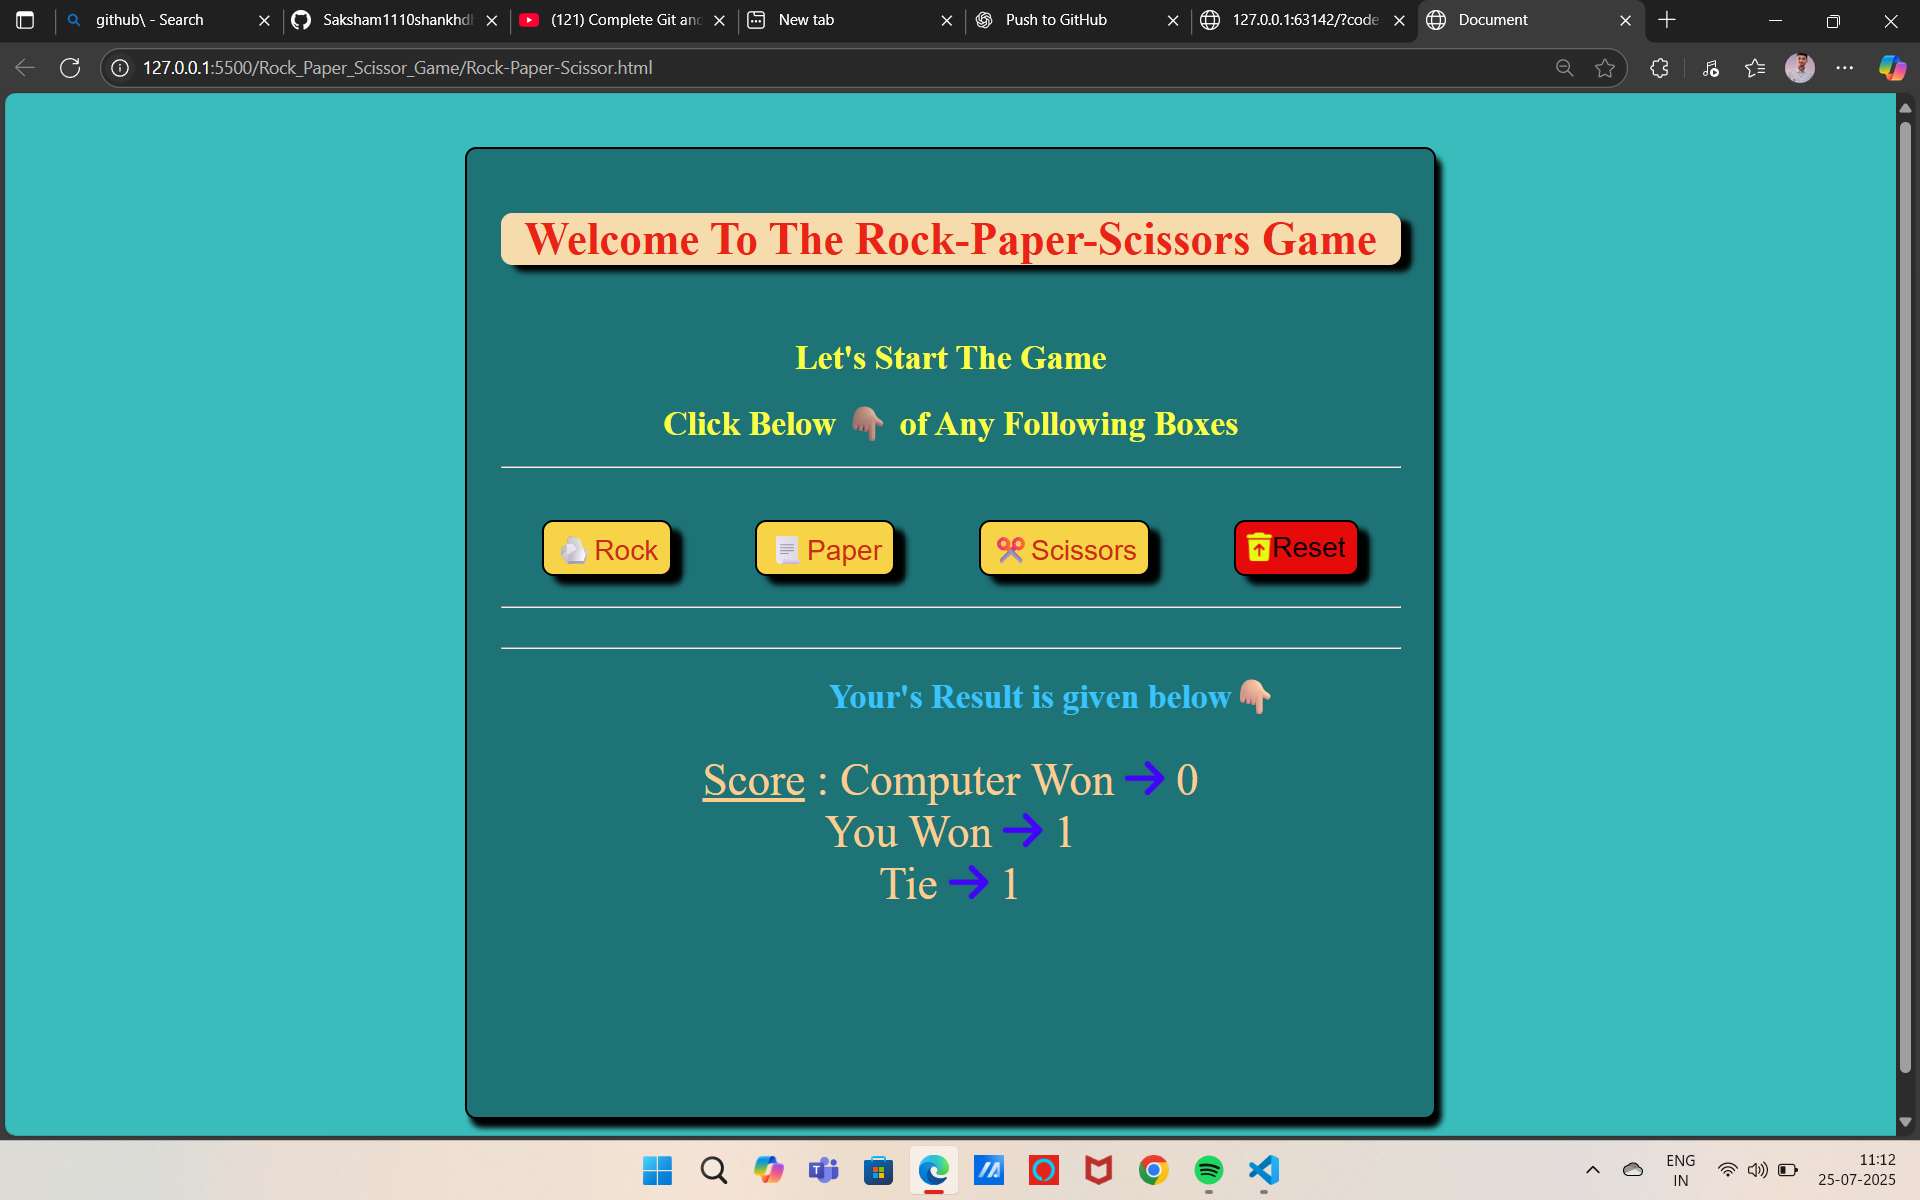 github\ - Search
Saksham1110shankhdh
(121) Complete Git and
New tab
Push to GitHub
127.0.0.1:63142/?code
Document
127.0.0.1:5500/Rock_Paper_Scissor_Game/Rock-Paper-Scissor.html
Welcome To The Rock-Paper-Scissors Game
Let's Start The Game
Click Below 👇🏽 of Any Following Boxes
Rock
Paper
Scissors
Reset
Your's Result is given below👇🏼
Score : Computer Won → 0
You Won → 1
Tie → 1
ENG
IN
11:12
25-07-2025